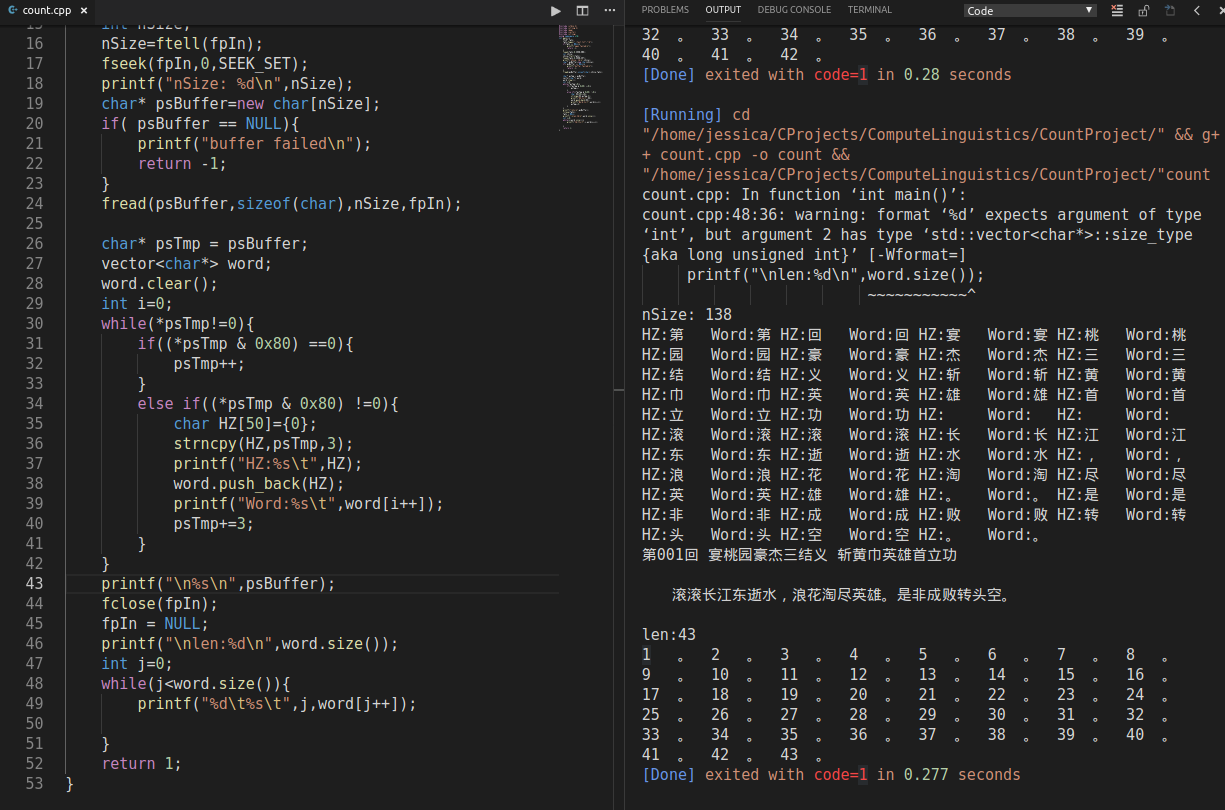 count.cpp ×
15 int nSize;
16 nSize=ftell(fpIn);
17 fseek(fpIn,0,SEEK_SET);
18 printf("nSize: %d\n",nSize);
19 char* psBuffer=new char[nSize];
20 if( psBuffer == NULL){
21 printf("buffer failed\n");
22 return -1;
23 }
24 fread(psBuffer,sizeof(char),nSize,fpIn);
25
26 char* psTmp = psBuffer;
27 vector<char*> word;
28 word.clear();
29 int i=0;
30 while(*psTmp!=0){
31 if((*psTmp & 0x80) ==0){
32 psTmp++;
33 }
34 else if((*psTmp & 0x80) !=0){
35 char HZ[50]={0};
36 strncpy(HZ,psTmp,3);
37 printf("HZ:%s\t",HZ);
38 word.push_back(HZ);
39 printf("Word:%s\t",word[i++]);
40 psTmp+=3;
41 }
42 }
43 printf("\n%s\n",psBuffer);
44 fclose(fpIn);
45 fpIn = NULL;
46 printf("\nlen:%d\n",word.size());
47 int j=0;
48 while(j<word.size()){
49 printf("%d\t%s\t",j,word[j++]);
50
51 }
52 return 1;
53 }
PROBLEMS OUTPUT DEBUG CONSOLE TERMINAL Code
32 。 33 。 34 。 35 。 36 。 37 。 38 。 39 。
40 。 41 。 42 。
[Done] exited with code=1 in 0.28 seconds
[Running] cd
"/home/jessica/CProjects/ComputeLinguistics/CountProject/" && g+
+ count.cpp -o count &&
"/home/jessica/CProjects/ComputeLinguistics/CountProject/"count
count.cpp: In function ‘int main()’:
count.cpp:48:36: warning: format ‘%d’ expects argument of type
‘int’, but argument 2 has type ‘std::vector<char*>::size_type
{aka long unsigned int}’ [-Wformat=]
printf("\nlen:%d\n",word.size());
~~~~~~~~~~~^
nSize: 138
HZ:第 Word:第 HZ:回 Word:回 HZ:宴 Word:宴 HZ:桃 Word:桃
HZ:园 Word:园 HZ:豪 Word:豪 HZ:杰 Word:杰 HZ:三 Word:三
HZ:结 Word:结 HZ:义 Word:义 HZ:斩 Word:斩 HZ:黄 Word:黄
HZ:巾 Word:巾 HZ:英 Word:英 HZ:雄 Word:雄 HZ:首 Word:首
HZ:立 Word:立 HZ:功 Word:功 HZ: Word: HZ: Word:
HZ:滚 Word:滚 HZ:滚 Word:滚 HZ:长 Word:长 HZ:江 Word:江
HZ:东 Word:东 HZ:逝 Word:逝 HZ:水 Word:水 HZ:， Word:，
HZ:浪 Word:浪 HZ:花 Word:花 HZ:淘 Word:淘 HZ:尽 Word:尽
HZ:英 Word:英 HZ:雄 Word:雄 HZ:。 Word:。 HZ:是 Word:是
HZ:非 Word:非 HZ:成 Word:成 HZ:败 Word:败 HZ:转 Word:转
HZ:头 Word:头 HZ:空 Word:空 HZ:。 Word:。
第001回 宴桃园豪杰三结义 斩黄巾英雄首立功
滚滚长江东逝水，浪花淘尽英雄。是非成败转头空。
len:43
1 。 2 。 3 。 4 。 5 。 6 。 7 。 8 。
9 。 10 。 11 。 12 。 13 。 14 。 15 。 16 。
17 。 18 。 19 。 20 。 21 。 22 。 23 。 24 。
25 。 26 。 27 。 28 。 29 。 30 。 31 。 32 。
33 。 34 。 35 。 36 。 37 。 38 。 39 。 40 。
41 。 42 。 43 。
[Done] exited with code=1 in 0.277 seconds